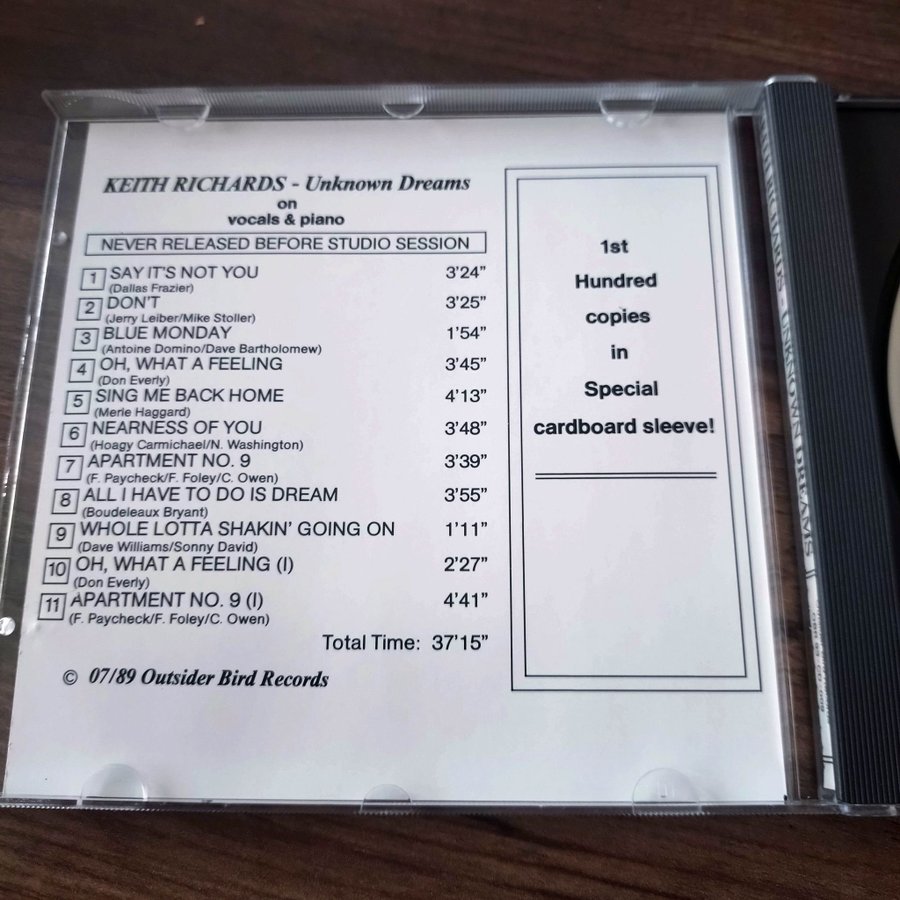 KEITH RICHARDS - Unknown Dreams
on
vocals & piano
NEVER RELEASED BEFORE STUDIO SESSION
1 SAY IT'S NOT YOU 3'24"
(Dallas Frazier)
2 DON'T 3'25"
(Jerry Leiber/Mike Stoller)
3 BLUE MONDAY 1'54"
(Antoine Domino/Dave Bartholomew)
4 OH, WHAT A FEELING 3'45"
(Don Everly)
5 SING ME BACK HOME 4'13"
(Merle Haggard)
6 NEARNESS OF YOU 3'48"
(Hoagy Carmichael/N. Washington)
7 APARTMENT NO. 9 3'39"
(F. Paycheck/F. Foley/C. Owen)
8 ALL I HAVE TO DO IS DREAM 3'55"
(Boudeleaux Bryant)
9 WHOLE LOTTA SHAKIN' GOING ON 1'11"
(Dave Williams/Sonny David)
10 OH, WHAT A FEELING (I) 2'27"
(Don Everly)
11 APARTMENT NO. 9 (I) 4'41"
(F. Paycheck/F. Foley/C. Owen)
Total Time: 37'15"
© 07/89 Outsider Bird Records
1st
Hundred
copies
in
Special
cardboard sleeve!
KEITH RICHARDS - UNKNOWN DREAMS